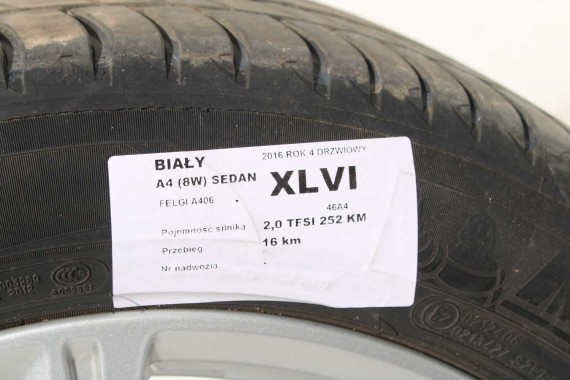 BIAŁY
2016 ROK,4 DRZWIOWY
A4 (8W) SEDAN
XLVI
FELGI A406 -
46A4
Pojemność silnika 2,0 TFSI 252 KM
Przebieg 16 km
Nr nadwozia -